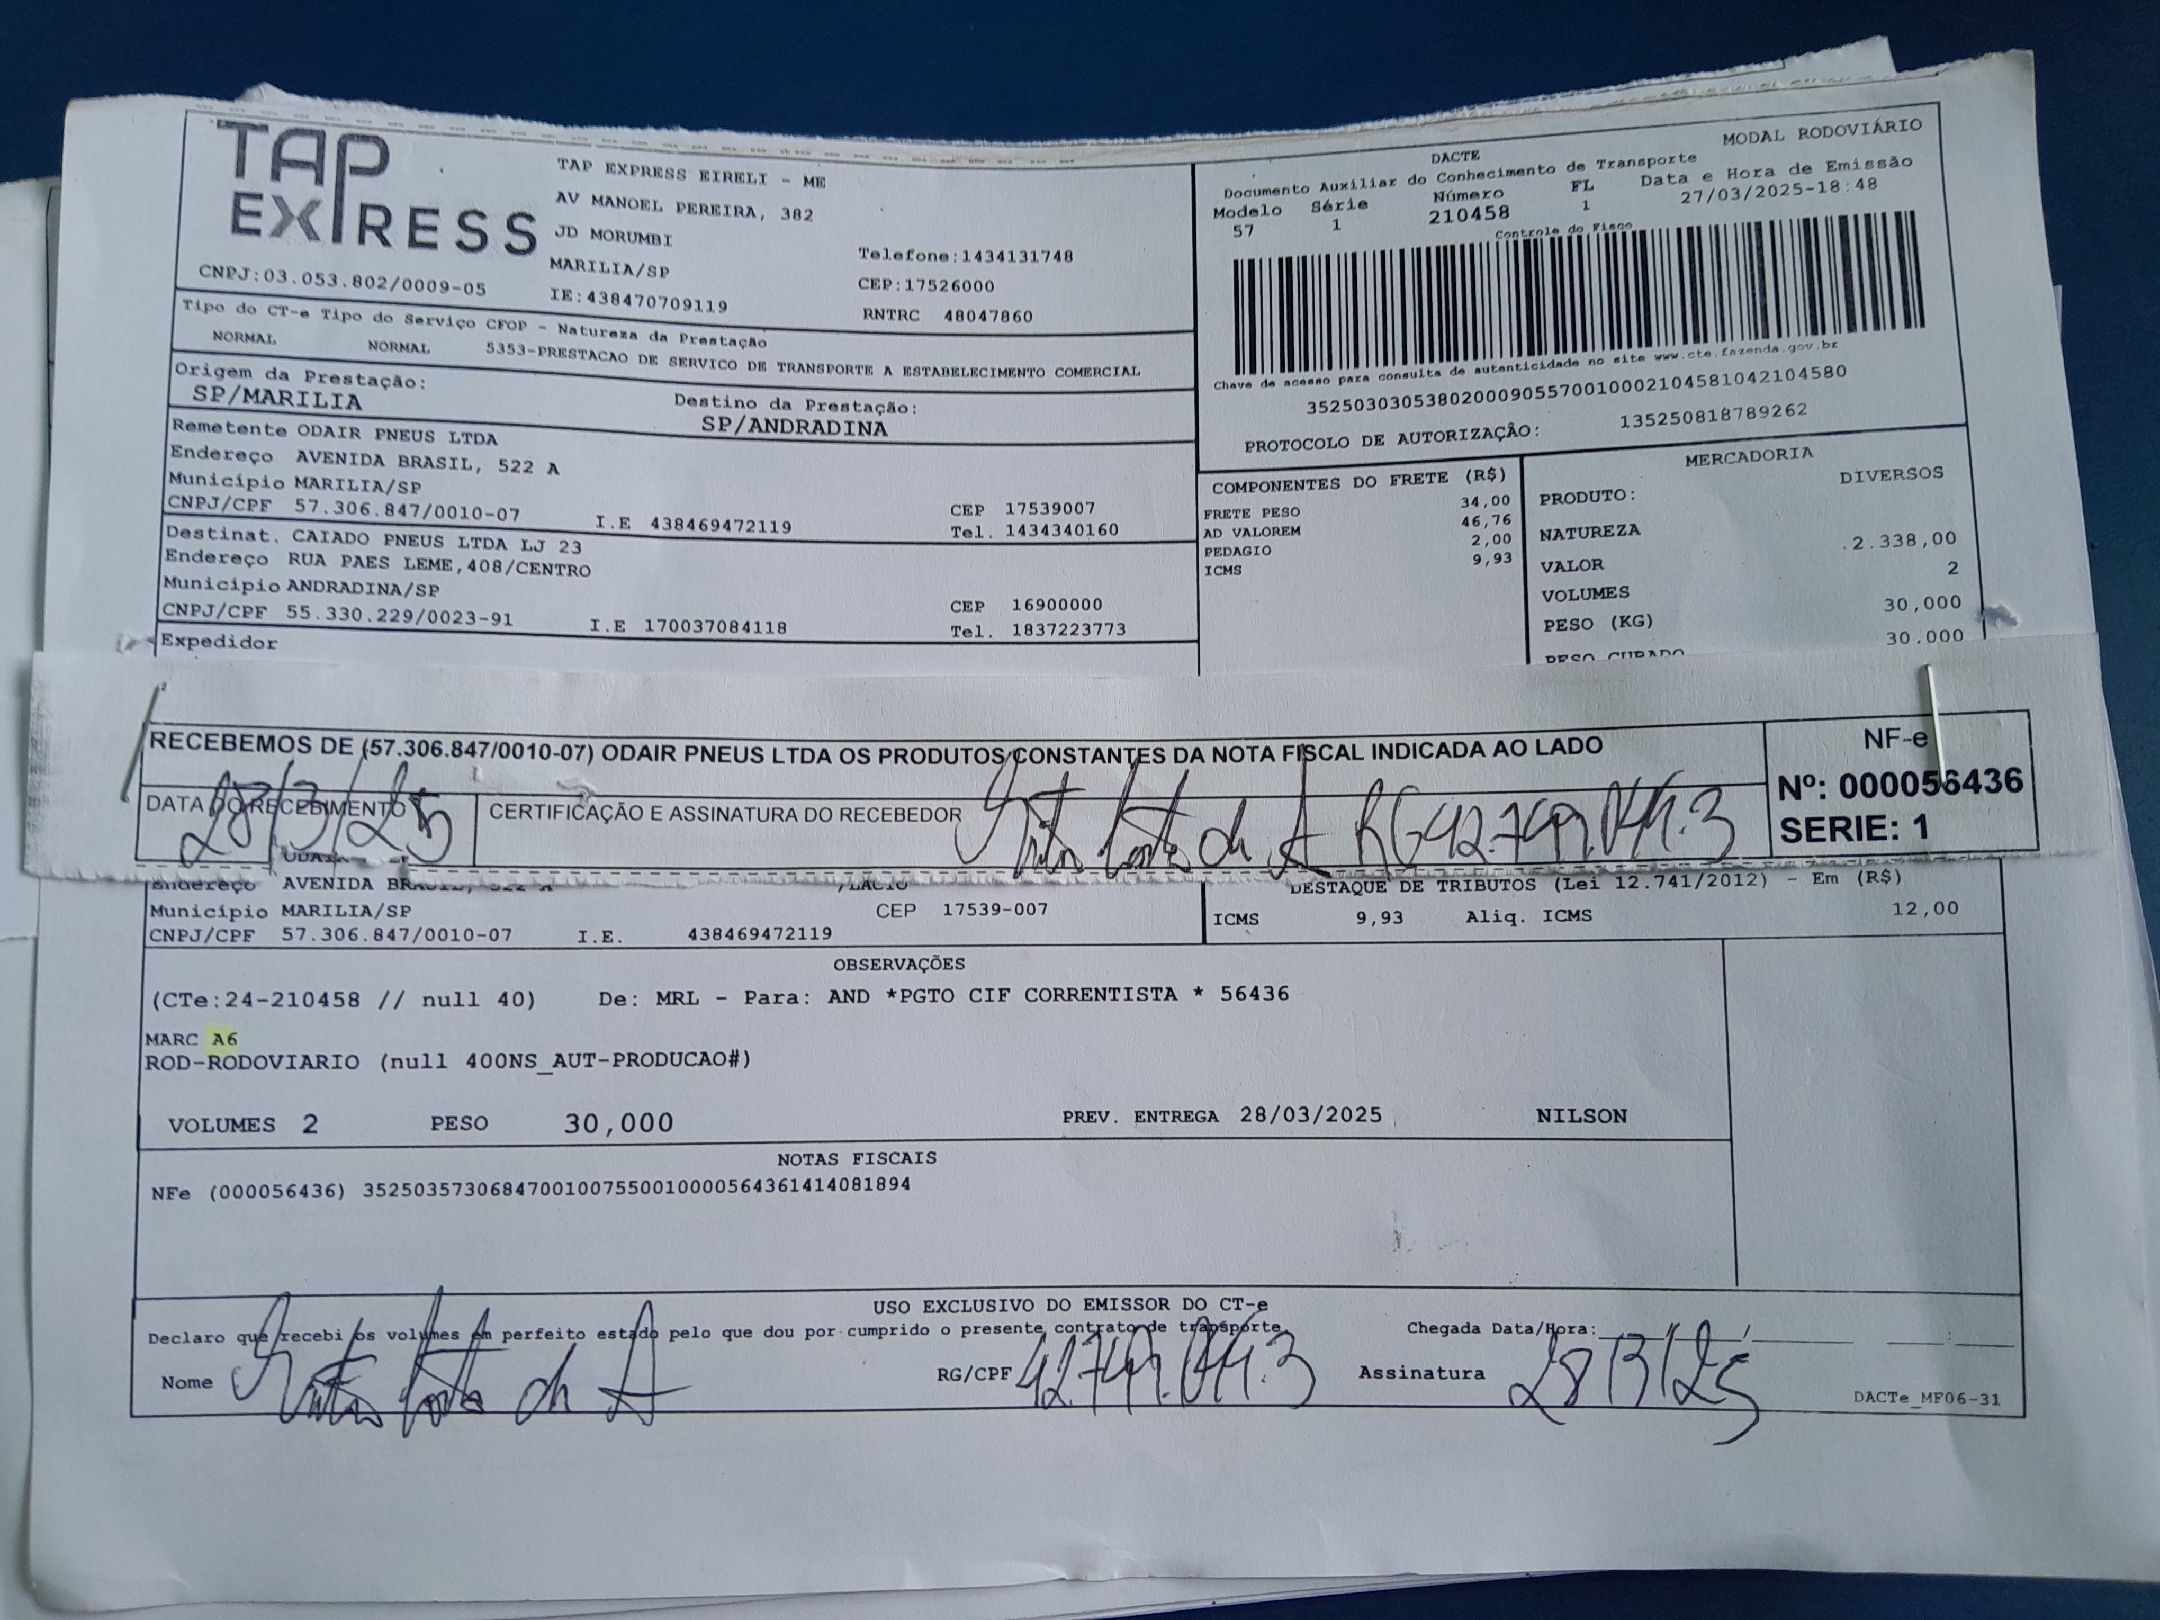 TAP
EXPRESS
TAP EXPRESS EIRELI - ME
AV MANOEL PEREIRA, 382
JD MORUMBI
MARILIA/SP
IE:438470709119
Telefone:1434131748
CEP:17526000
RNTRC 48047860
CNPJ:03.053.802/0009-05
MODAL RODOVIÁRIO
DACTE
Documento Auxiliar do Conhecimento de Transporte
Modelo Série Número FL Data e Hora de Emissão
57 1 210458 1 27/03/2025-18:48
Controle do Fisco
Chave de acesso para consulta de autenticidade no site www.cte.fazenda.gov.br
35250303053802000905570010002104581042104580
PROTOCOLO DE AUTORIZAÇÃO: 135250818789262
Tipo do CT-e Tipo do Serviço CFOP - Natureza da Prestação
NORMAL NORMAL 5353-PRESTACAO DE SERVICO DE TRANSPORTE A ESTABELECIMENTO COMERCIAL
Origem da Prestação: Destino da Prestação:
SP/MARILIA SP/ANDRADINA
Remetente ODAIR PNEUS LTDA
Endereço AVENIDA BRASIL, 522 A
Município MARILIA/SP CEP 17539007
CNPJ/CPF 57.306.847/0010-07 I.E 438469472119 Tel. 1434340160
Destinat. CAIADO PNEUS LTDA LJ 23
Endereço RUA PAES LEME,408/CENTRO
Município ANDRADINA/SP CEP 16900000
CNPJ/CPF 55.330.229/0023-91 I.E 170037084118 Tel. 1837223773
Expedidor
COMPONENTES DO FRETE (R$)
FRETE PESO 34,00
AD VALOREM 46,76
PEDAGIO 2,00
ICMS 9,93
MERCADORIA
PRODUTO: DIVERSOS
NATUREZA
VALOR 2.338,00
VOLUMES 2
PESO (KG) 30,000
PESO CUBADO 30.000
RECEBEMOS DE (57.306.847/0010-07) ODAIR PNEUS LTDA OS PRODUTOS CONSTANTES DA NOTA FISCAL INDICADA AO LADO
NF-e
Nº: 000056436
SERIE: 1
DATA DO RECEBIMENTO
28/3/25
CERTIFICAÇÃO E ASSINATURA DO RECEBEDOR
Endereço AVENIDA BRASIL, 522 A
Município MARILIA/SP CEP 17539-007
CNPJ/CPF 57.306.847/0010-07 I.E. 438469472119
DESTAQUE DE TRIBUTOS (Lei 12.741/2012) - Em (R$)
ICMS 9,93 Aliq. ICMS 12,00
OBSERVAÇÕES
(CTe:24-210458 // null 40) De: MRL - Para: AND *PGTO CIF CORRENTISTA * 56436
MARC A6
ROD-RODOVIARIO (null 400NS_AUT-PRODUCAO#)
VOLUMES 2 PESO 30,000 PREV. ENTREGA 28/03/2025 NILSON
NOTAS FISCAIS
NFe (000056436) 35250357306847001007550010000564361414081894
USO EXCLUSIVO DO EMISSOR DO CT-e
Declaro que recebi os volumes em perfeito estado pelo que dou por cumprido o presente contrato de transporte
Chegada Data/Hora:
Nome RG/CPF Assinatura 28/3/25
DACTe_MF06-31